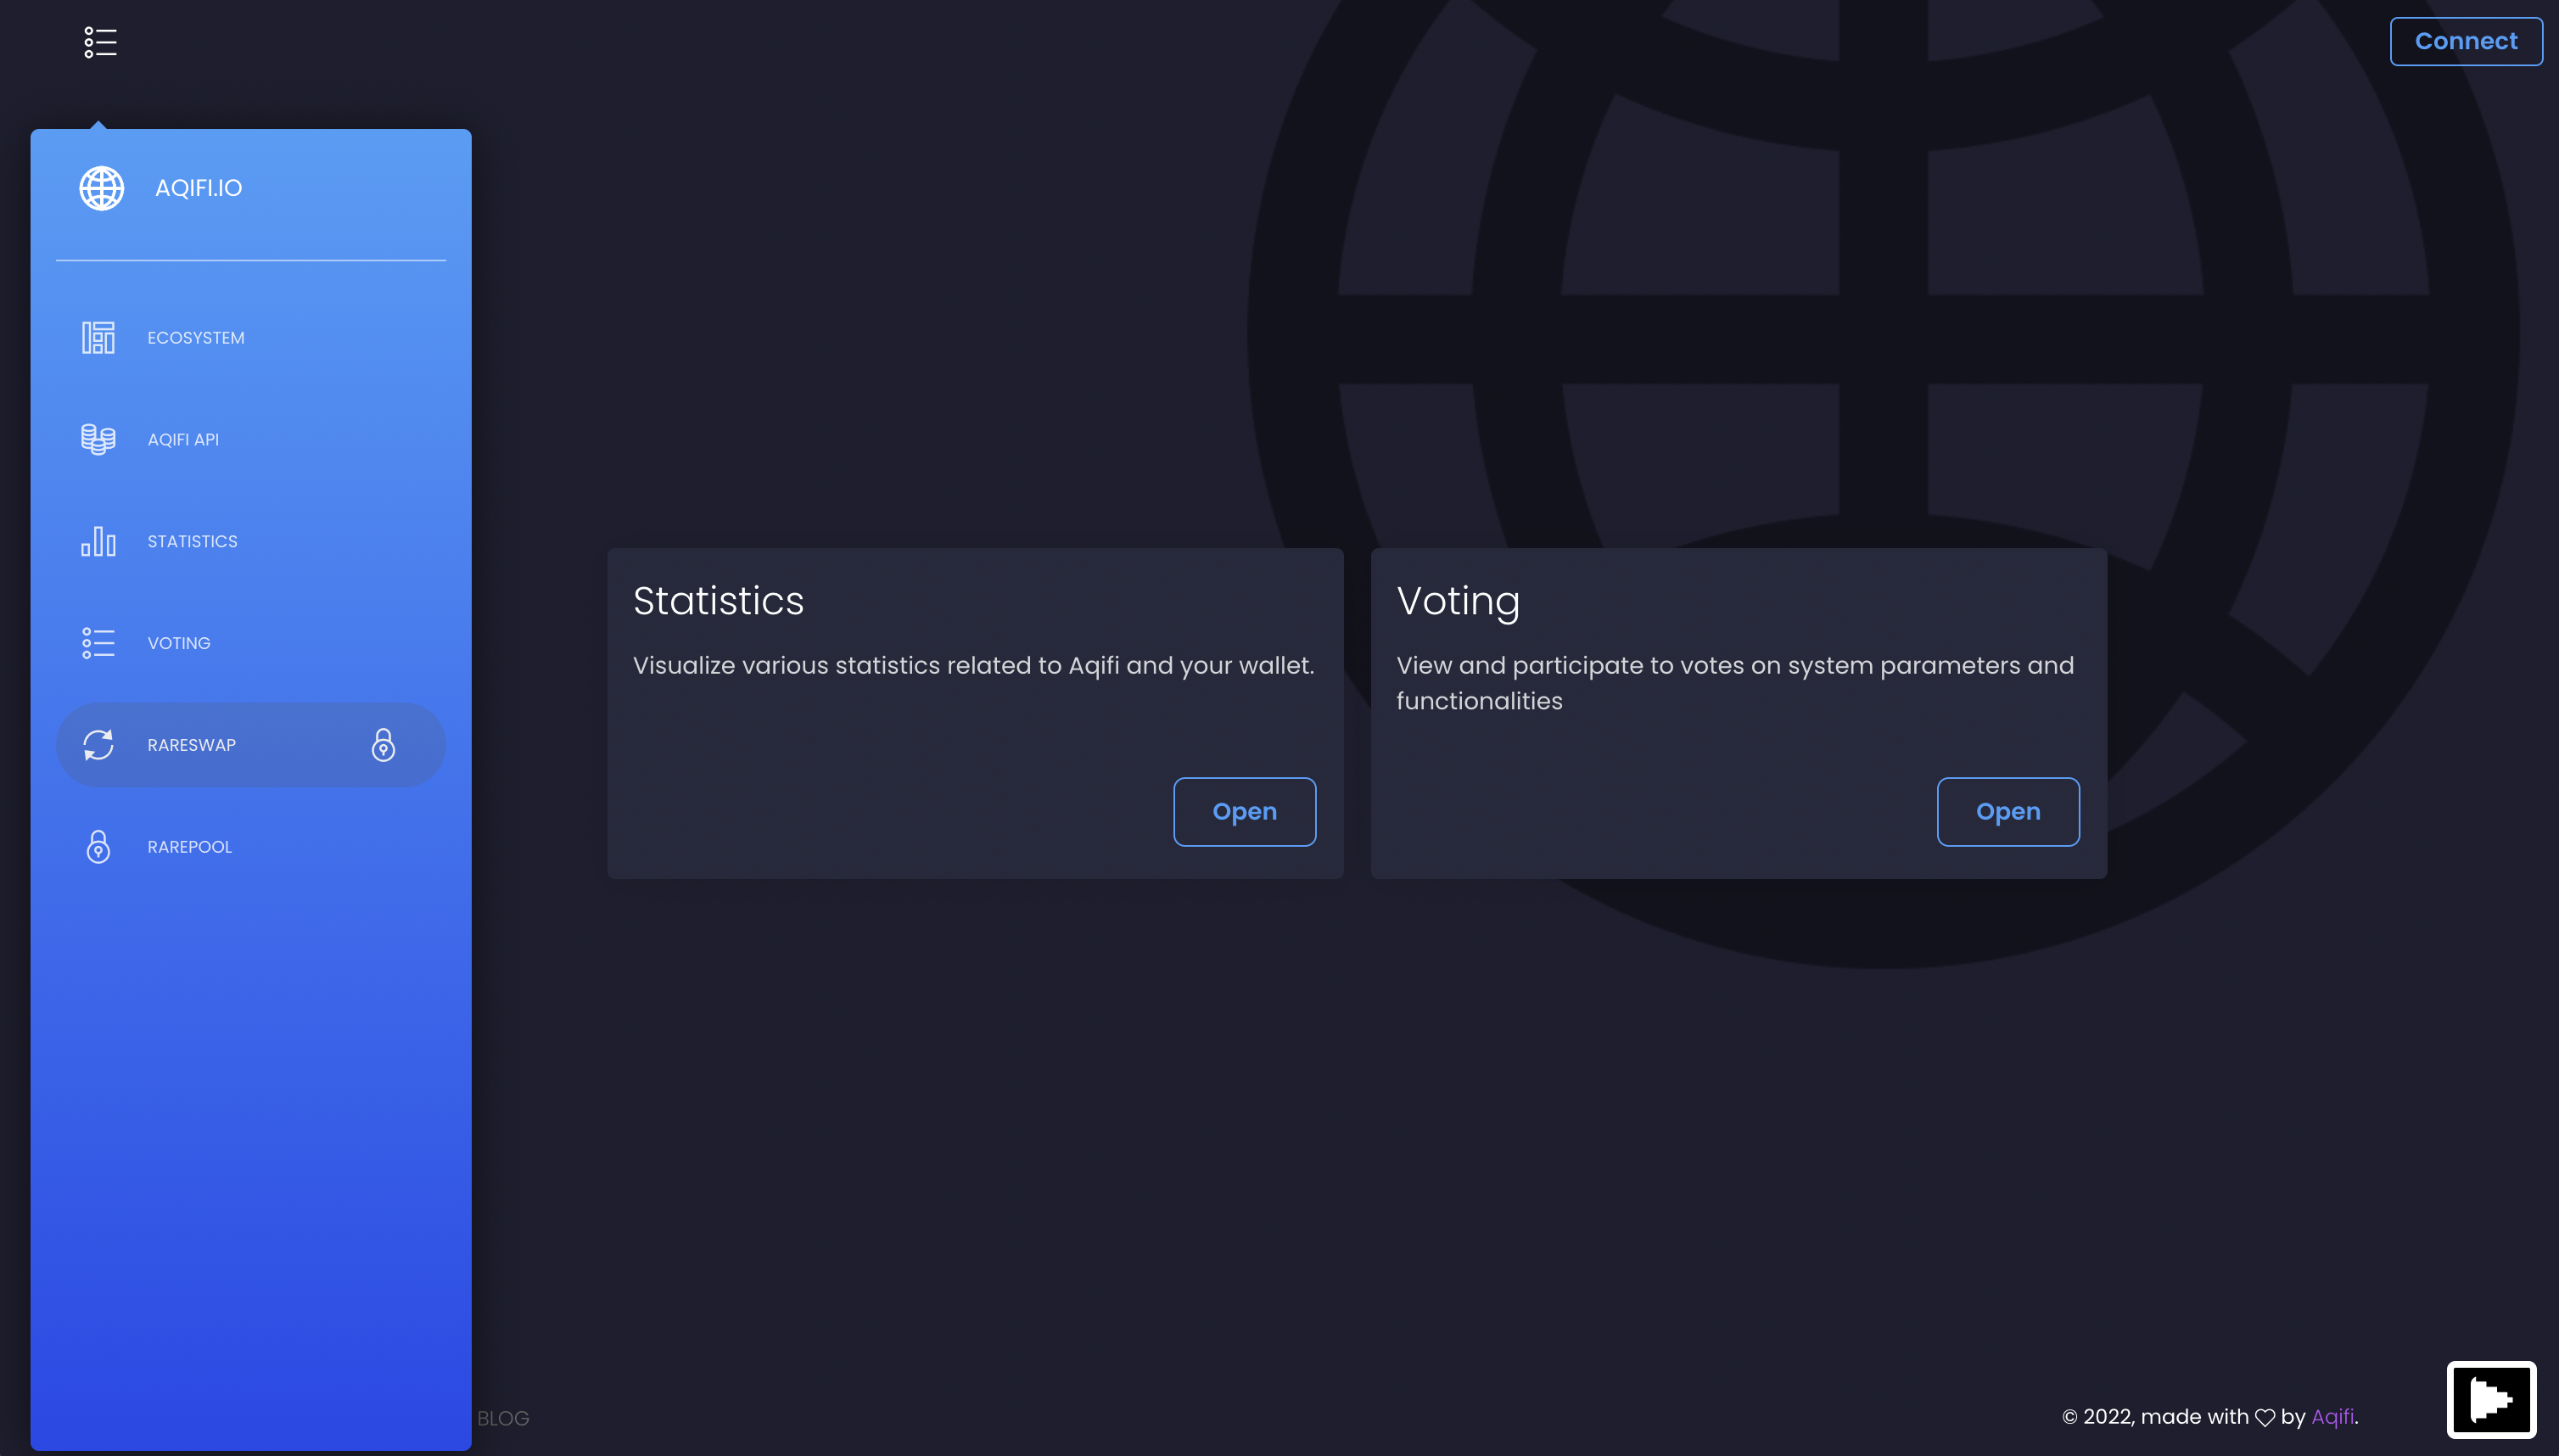 Connect
AQIFI.IO
ECOSYSTEM
AQIFI API
STATISTICS
VOTING
RARESWAP
RAREPOOL
Statistics
Visualize various statistics related to Aqifi and your wallet.
Open
Voting
View and participate to votes on system parameters and
functionalities
Open
BLOG
© 2022, made with ♡ by Aqifi.